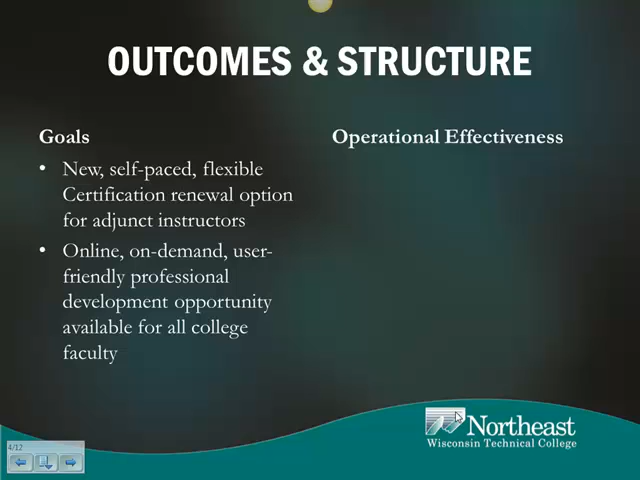 OUTCOMES & STRUCTURE
Goals
• New, self-paced, flexible
Certification renewal option
for adjunct instructors
• Online, on-demand, user-
friendly professional
development opportunity
available for all college
faculty
Operational Effectiveness
Northeast
Wisconsin Technical College
4/12